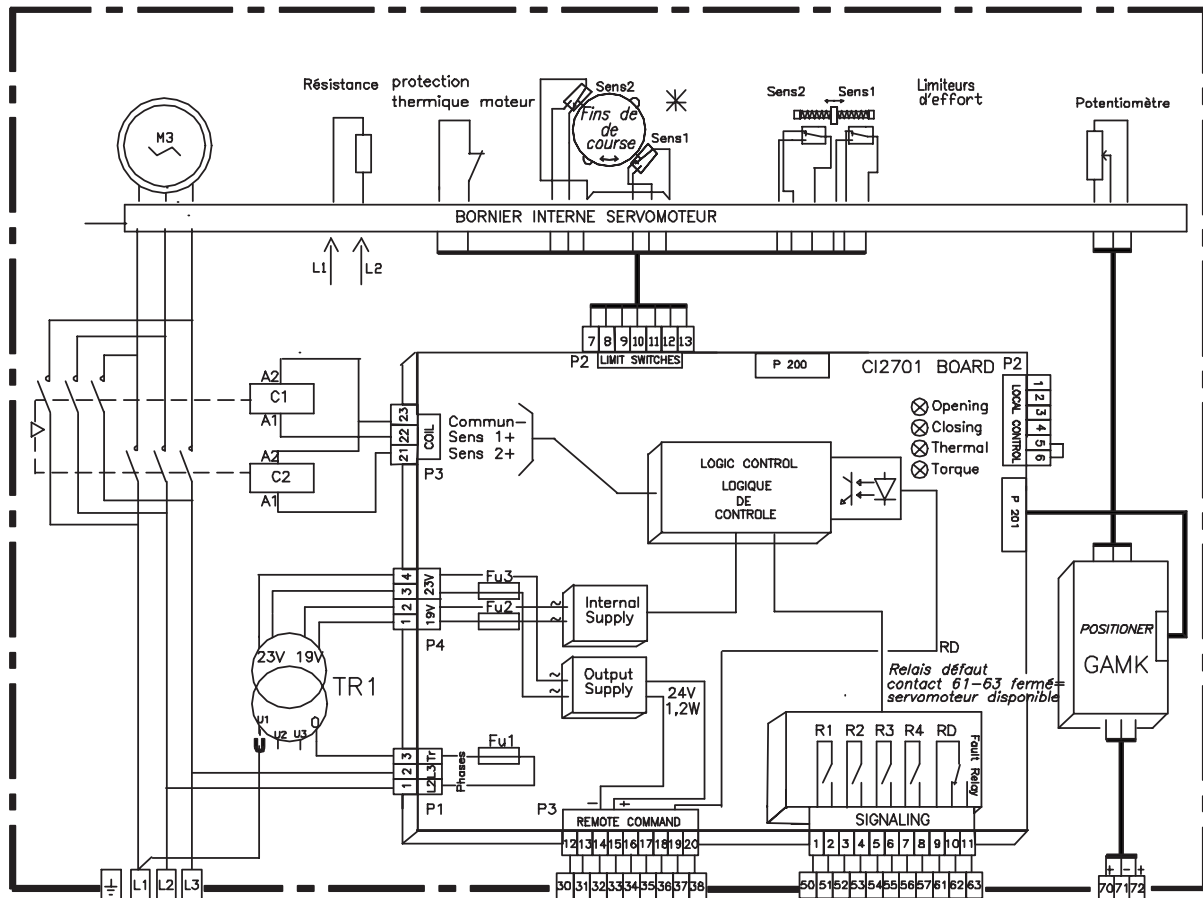 Résistance
protection
thermique moteur
Sens2
Fins de
de
course
Sens1
Sens2
Sens1
Limiteurs
d'effort
Potentiomètre
M3
BORNIER INTERNE SERVOMOTEUR
L1
L2
7 8 9 10 11 12 13
P2
LIMIT SWITCHES
P 200
CI2701 BOARD
P2
LOCAL CONTROL
1
2
3
4
5
6
Opening
Closing
Thermal
Torque
P 201
A2
C1
A1
A2
C2
A1
23
22
21
COIL
P3
Commun-
Sens 1+
Sens 2+
LOGIC CONTROL
LOGIQUE
DE
CONTROLE
4
3
2
1
23V
19V
P4
Fu3
Fu2
Internal
Supply
Output
Supply
24V
1,2W
RD
Relais défaut
contact 61-63 fermé=
servomoteur disponible
POSITIONER
GAMK
23V 19V
TR1
U1
U2
U3
0
3
2
1
Tr
L3
L2
Phases
P1
Fu1
R1 R2 R3 R4 RD
Fault Relay
P3
- +
REMOTE COMMAND
12 13 14 15 16 17 18 19 20
SIGNALING
1 2 3 4 5 6 7 8 9 10 11
L1 L2 L3
30 31 32 33 34 35 36 37 38
50 51 52 53 54 55 56 57 61 62 63
+ - +
70 71 72